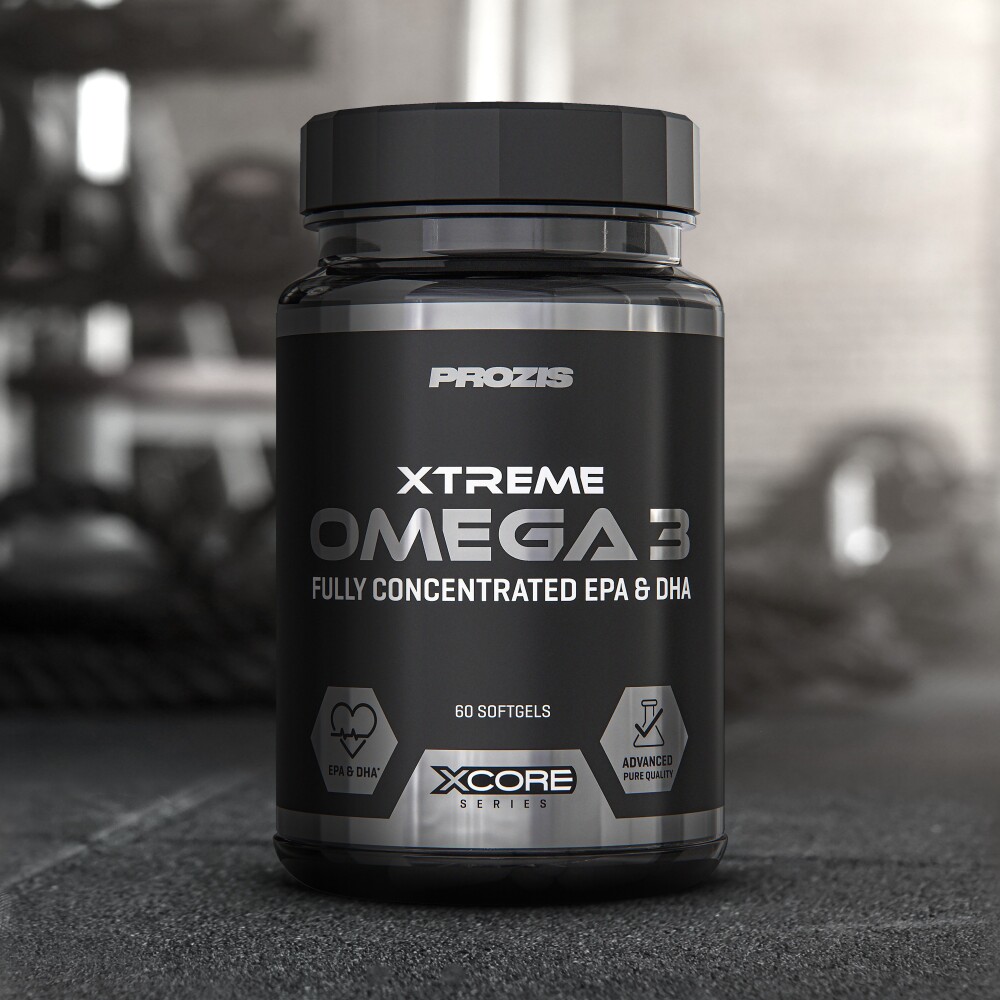 PROZIS
XTREME
OMEGA 3
FULLY CONCENTRATED EPA & DHA
60 SOFTGELS
EPA & DHA*
ADVANCED
PURE QUALITY
XCORE
SERIES